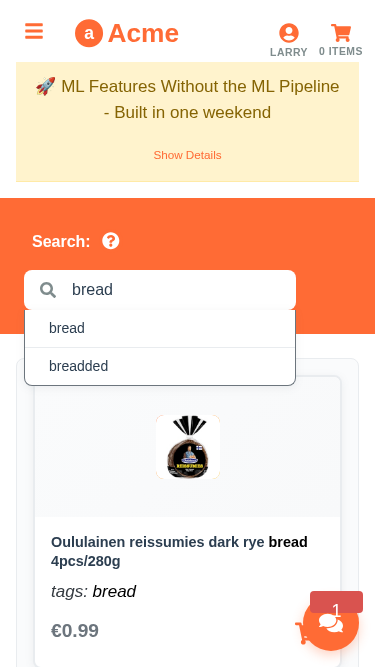 a Acme
LARRY
0 ITEMS
🚀 ML Features Without the ML Pipeline
- Built in one weekend
Show Details
Search: ?
bread
bread
breadded
Oululainen reissumies dark rye bread
4pcs/280g
tags: bread
€0.99
1